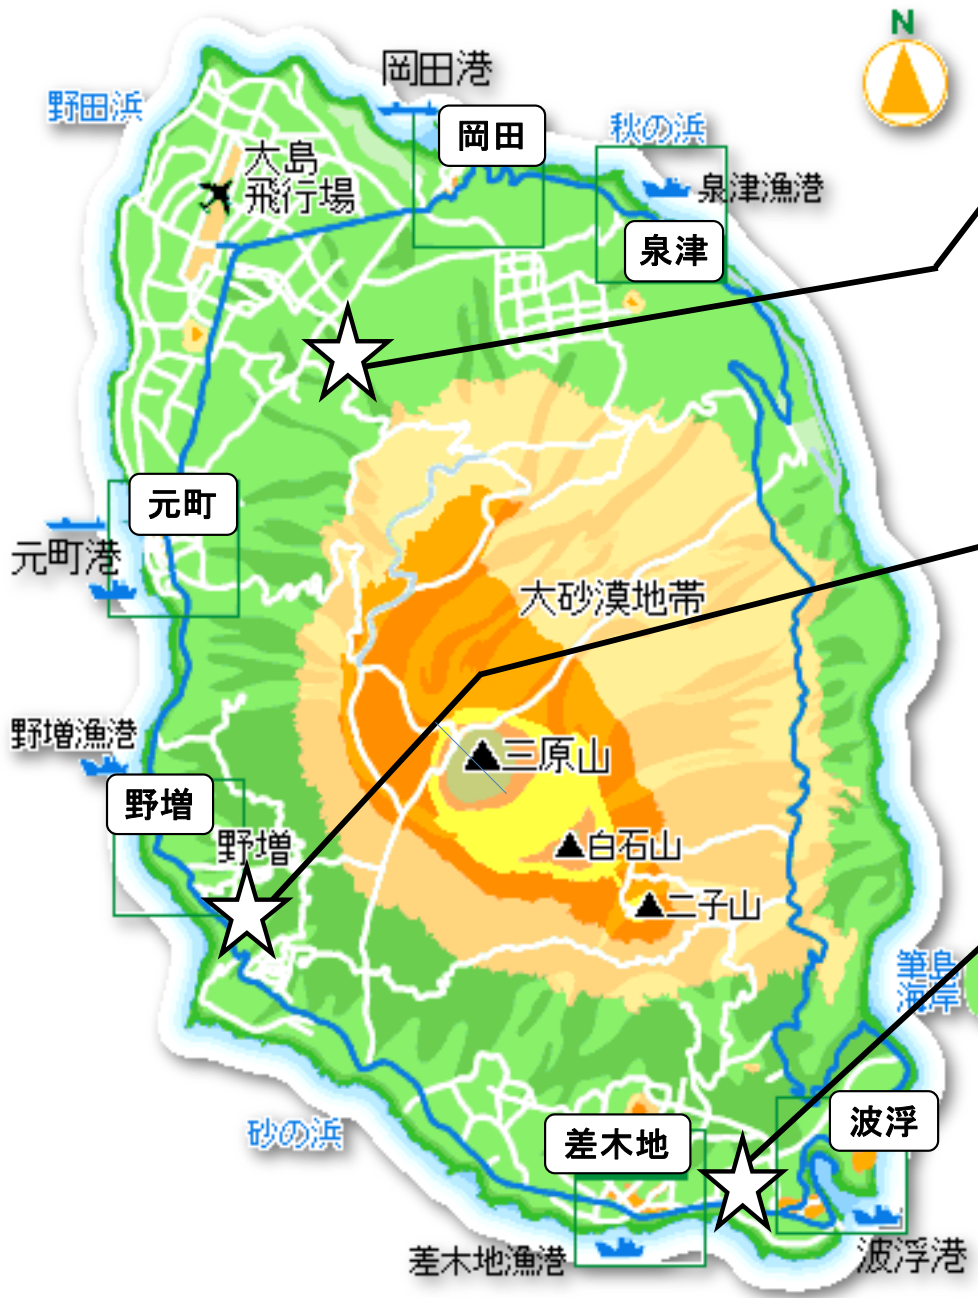 N
岡田港
野田浜
岡田
秋の浜
大島
飛行場
泉津漁港
泉津
元町
元町港
大砂漠地帯
野増漁港
三原山
野増
野増
白石山
二子山
筆島
海岸
砂の浜
差木地
波浮
差木地漁港
波浮港